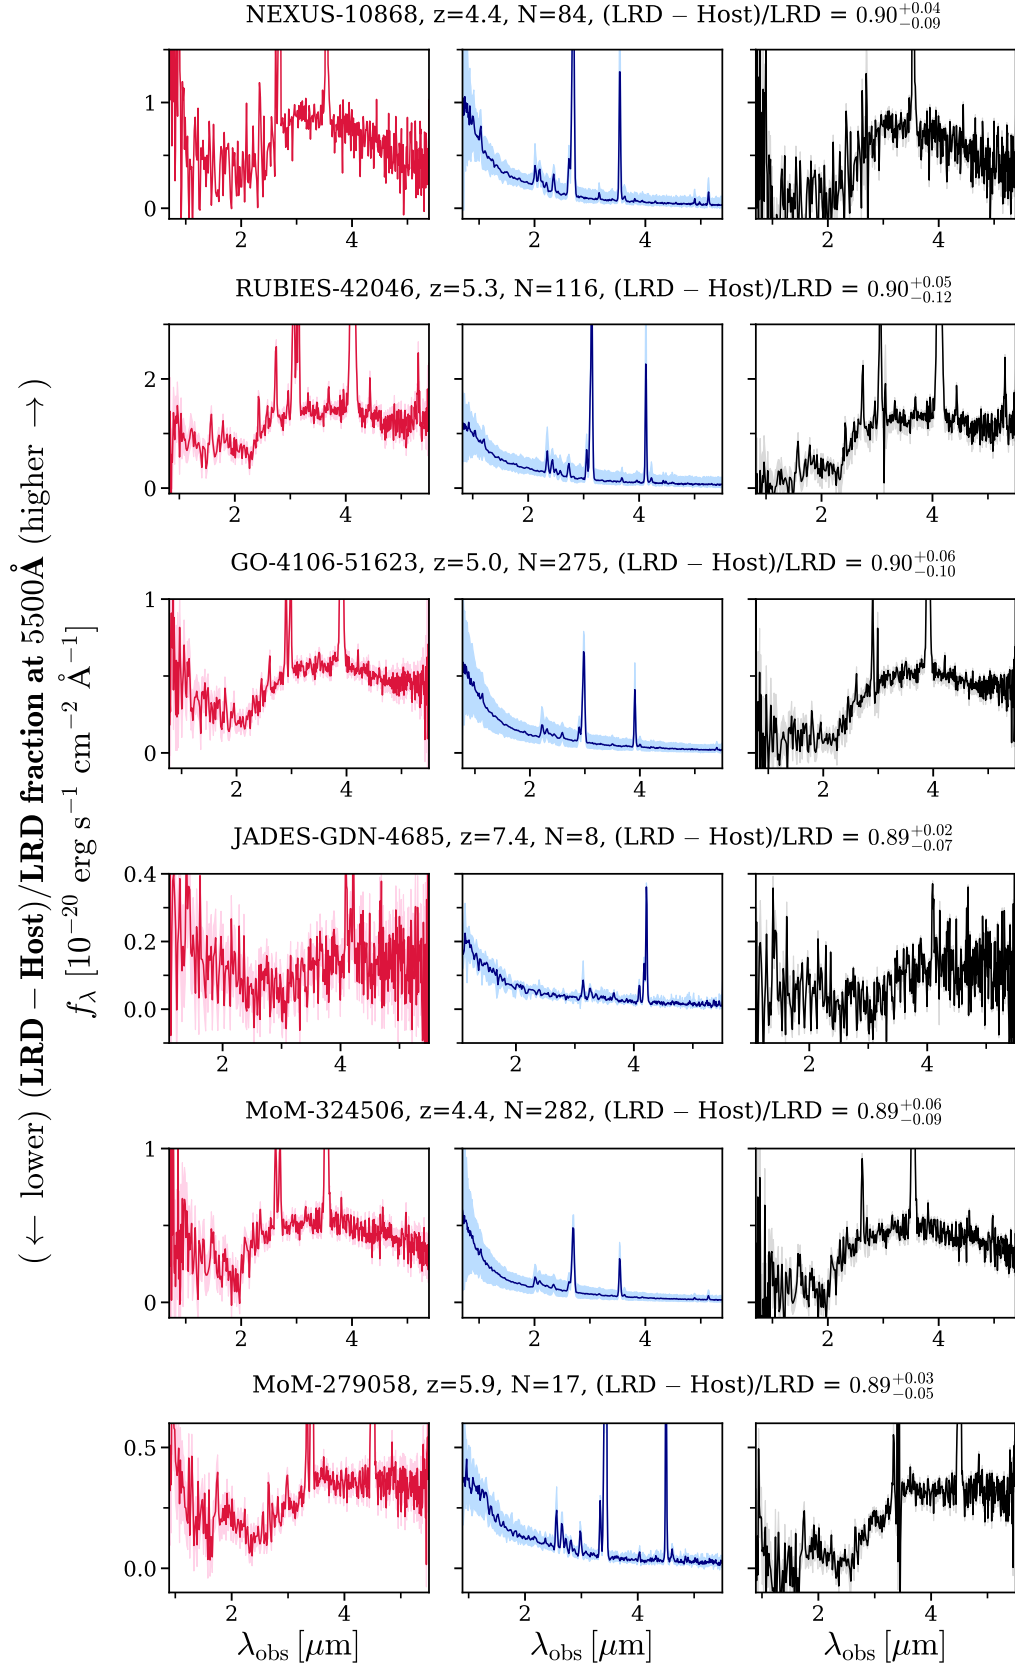 NEXUS-10868, z=4.4, N=84, (LRD − Host)/LRD = 0.90 +0.04 −0.09
1
0
2 4
2 4
2 4
RUBIES-42046, z=5.3, N=116, (LRD − Host)/LRD = 0.90 +0.05 −0.12
2
0
2 4
2 4
2 4
GO-4106-51623, z=5.0, N=275, (LRD − Host)/LRD = 0.90 +0.06 −0.10
1
0
2 4
2 4
2 4
JADES-GDN-4685, z=7.4, N=8, (LRD − Host)/LRD = 0.89 +0.02 −0.07
0.4
0.2
0.0
2 4
2 4
2 4
MoM-324506, z=4.4, N=282, (LRD − Host)/LRD = 0.89 +0.06 −0.09
1
0
2 4
2 4
2 4
MoM-279058, z=5.9, N=17, (LRD − Host)/LRD = 0.89 +0.03 −0.05
0.5
0.0
2 4
2 4
2 4
λobs [μm]
λobs [μm]
λobs [μm]
(← lower) (LRD − Host)/LRD fraction at 5500Å (higher →)
fλ [10−20 erg s−1 cm−2 Å−1]